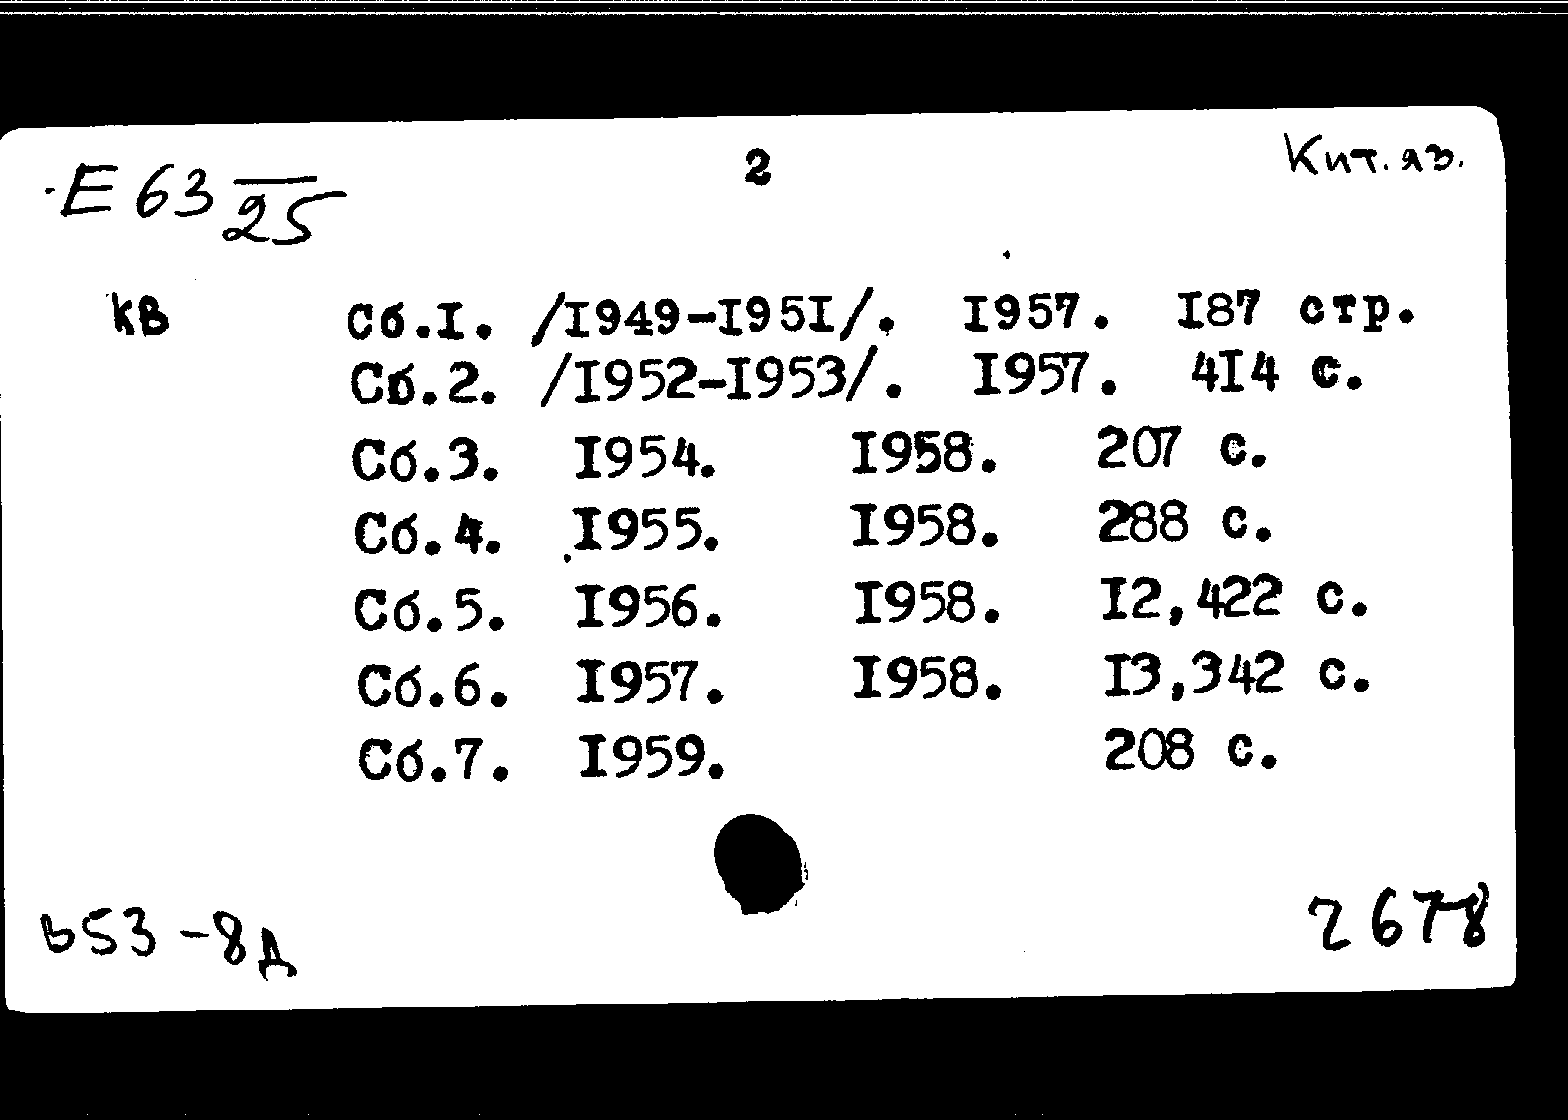 Е 63 25 2 Кит. яз.
КВ Сб.I. /I949-I95I/. I957. I87 стр.
Сб.2. /I952-I953/. I957. 4I4 с.
Сб.3. I954. I958. 207 с.
Сб.4. I955. I958. 288 с.
Сб.5. I956. I958. I2,422 с.
Сб.6. I957. I958. I3,342 с.
Сб.7. I959. 208 с.
ь53-8д 2678